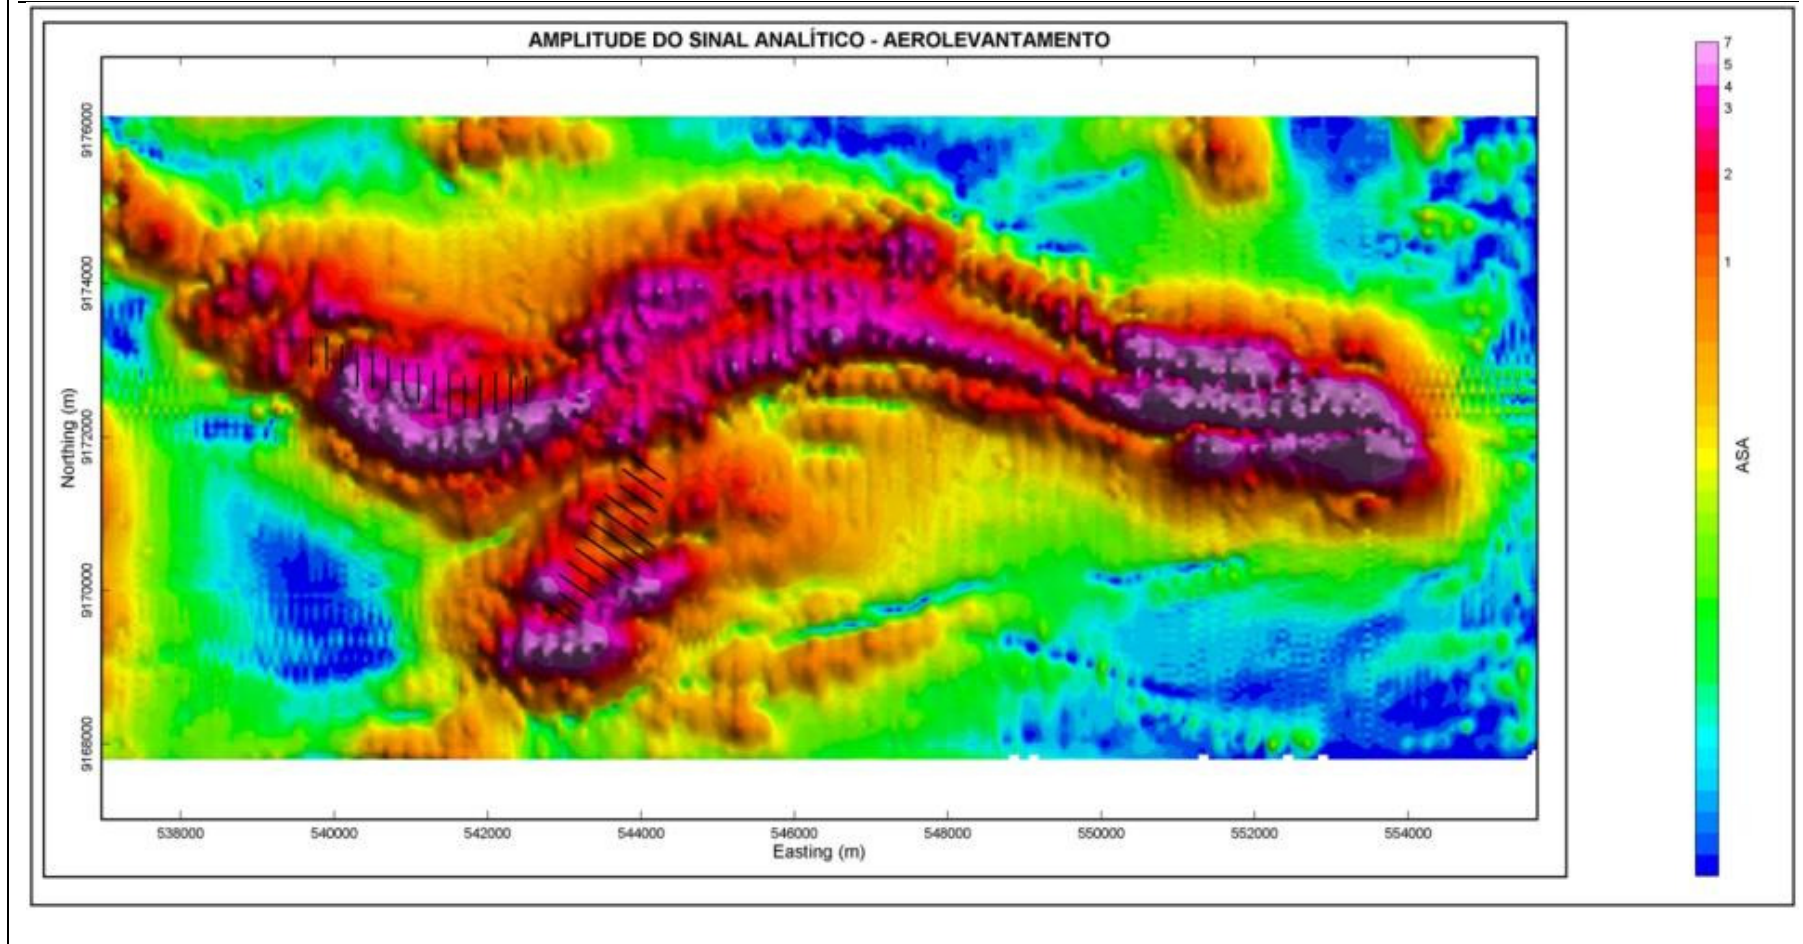 AMPLITUDE DO SINAL ANALÍTICO - AEROLEVANTAMENTO
7
5
4
3
2
1
ASA
9176000
9174000
9172000
9170000
9168000
Northing (m)
538000 540000 542000 544000 546000 548000 550000 552000 554000
Easting (m)